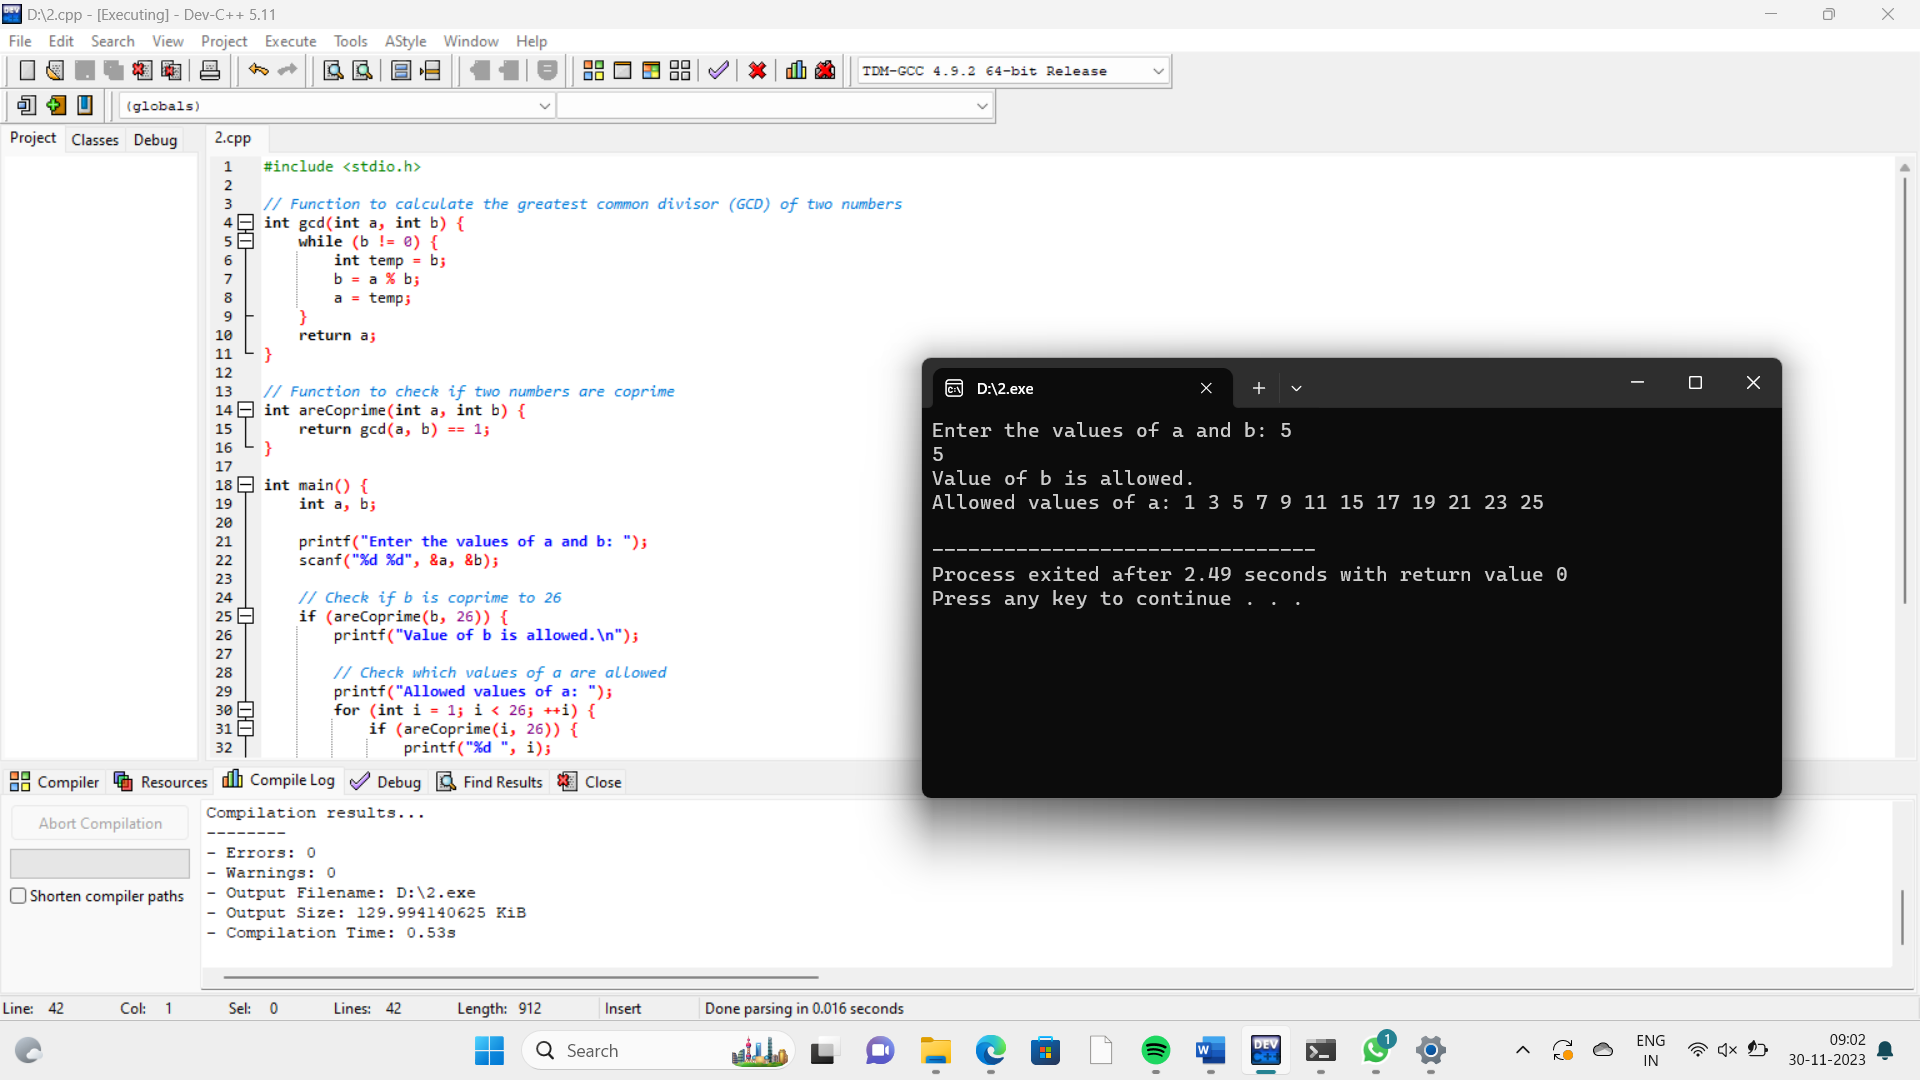 D:\2.cpp - [Executing] - Dev-C++ 5.11
File Edit Search View Project Execute Tools AStyle Window Help
TDM-GCC 4.9.2 64-bit Release
(globals)
Project Classes Debug
2.cpp
1 #include <stdio.h>
2
3 // Function to calculate the greatest common divisor (GCD) of two numbers
4 int gcd(int a, int b) {
5 while (b != 0) {
6 int temp = b;
7 b = a % b;
8 a = temp;
9 }
10 return a;
11 }
12
13 // Function to check if two numbers are coprime
14 int areCoprime(int a, int b) {
15 return gcd(a, b) == 1;
16 }
17
18 int main() {
19 int a, b;
20
21 printf("Enter the values of a and b: ");
22 scanf("%d %d", &a, &b);
23
24 // Check if b is coprime to 26
25 if (areCoprime(b, 26)) {
26 printf("Value of b is allowed.\n");
27
28 // Check which values of a are allowed
29 printf("Allowed values of a: ");
30 for (int i = 1; i < 26; ++i) {
31 if (areCoprime(i, 26)) {
32 printf("%d ", i);
D:\2.exe
Enter the values of a and b: 5
5
Value of b is allowed.
Allowed values of a: 1 3 5 7 9 11 15 17 19 21 23 25
--------------------------------
Process exited after 2.49 seconds with return value 0
Press any key to continue . . .
Compiler Resources Compile Log Debug Find Results Close
Abort Compilation
Shorten compiler paths
Compilation results...
--------
- Errors: 0
- Warnings: 0
- Output Filename: D:\2.exe
- Output Size: 129.994140625 KiB
- Compilation Time: 0.53s
Line: 42 Col: 1 Sel: 0 Lines: 42 Length: 912 Insert Done parsing in 0.016 seconds
Search
DEV
C++
1
ENG
IN
09:02
30-11-2023